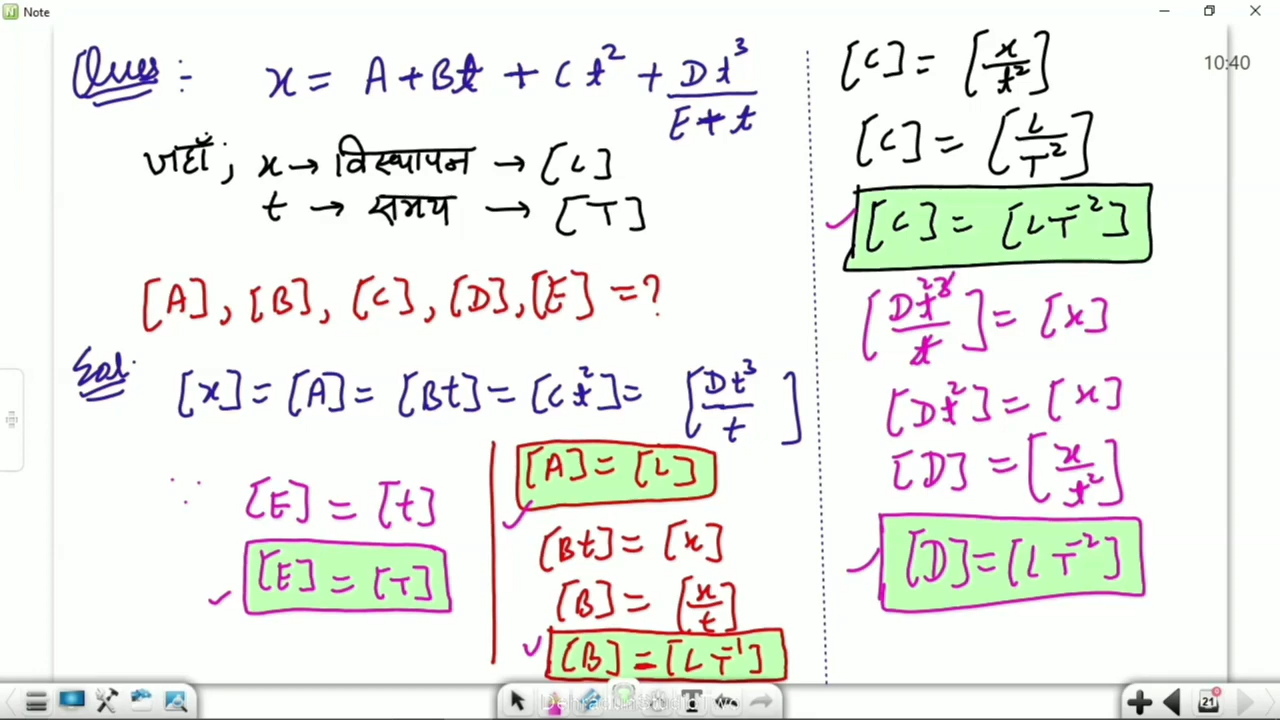 Note
Ques :- x = A + Bt + Ct² + Dt³/(E + t)
जहाँ; x → विस्थापन → [L]
t → समय → [T]
[A], [B], [C], [D], [E] = ?
Sol:
[x] = [A] = [Bt] = [Ct²] = [Dt³/t]
∵ [E] = [t]
[E] = [T]
[A] = [L]
[Bt] = [x]
[B] = [x/t]
[B] = [LT⁻¹]
[C] = [x/t²]
[C] = [L/T²]
[C] = [LT⁻²]
[Dt³/t] = [x]
[Dt²] = [x]
[D] = [x/t²]
[D] = [LT⁻²]
10:40
21